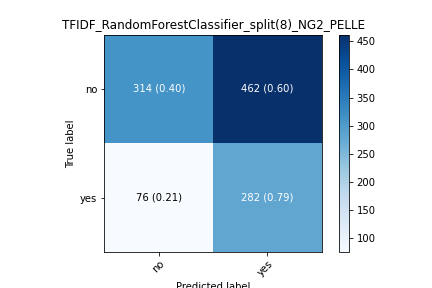 TFIDF_RandomForestClassifier_split(8)_NG2_PELLE
no
314 (0.40)
462 (0.60)
yes
76 (0.21)
282 (0.79)
True label
no
yes
Predicted label
450
400
350
300
250
200
150
100